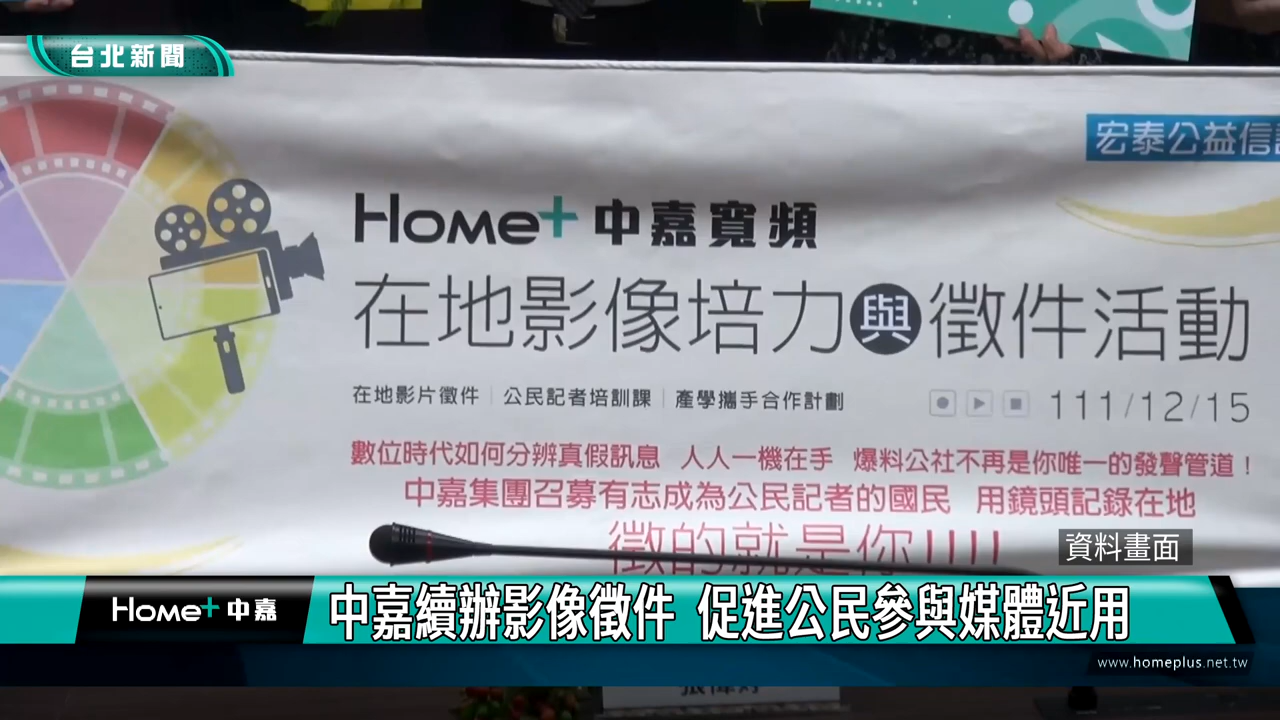 台北新聞
宏泰公益信
Home+ 中嘉寬頻
在地影像培力與徵件活動
在地影片徵件｜公民記者培訓課｜產學攜手合作計劃
111/12/15
數位時代如何分辨真假訊息 人人一機在手 爆料公社不再是你唯一的發聲管道！
中嘉集團召募有志成為公民記者的國民 用鏡頭記錄在地
徵的就是你!!!!
資料畫面
Home+ 中嘉
中嘉續辦影像徵件 促進公民參與媒體近用
www.homeplus.net.tw